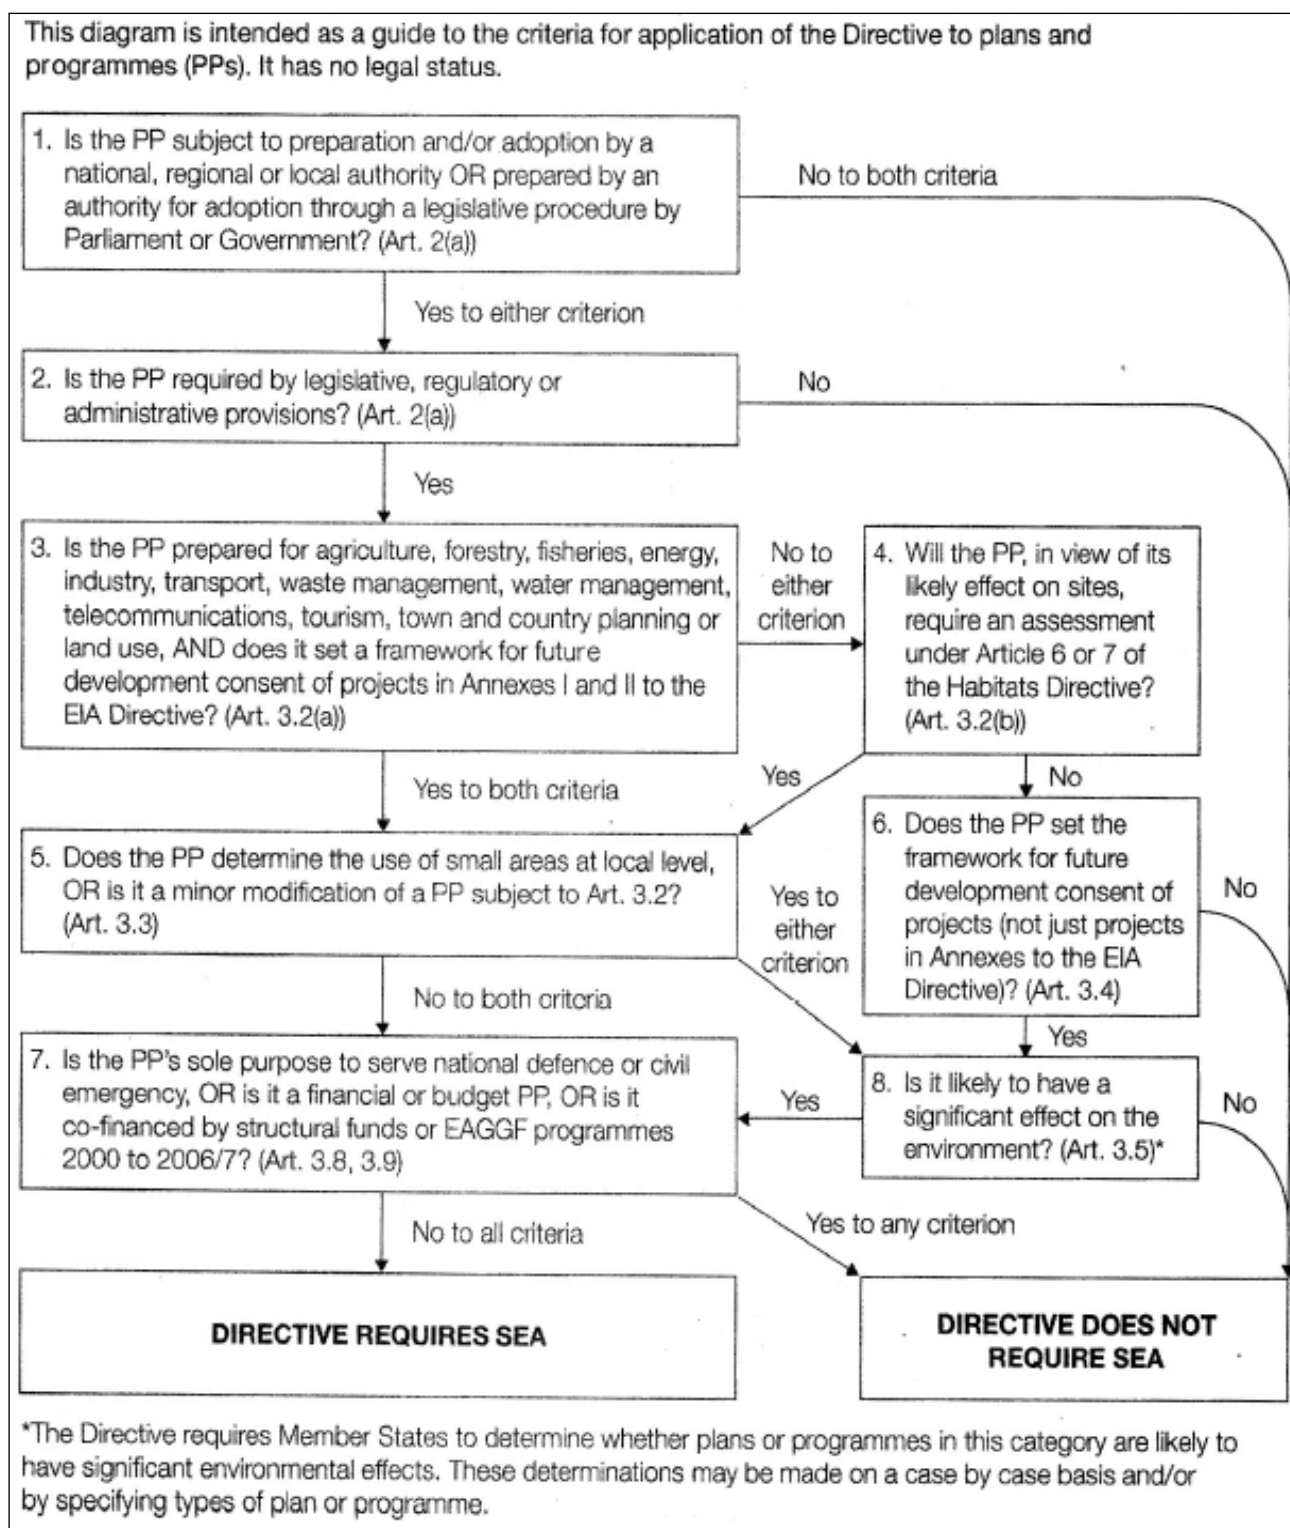 This diagram is intended as a guide to the criteria for application of the Directive to plans and
programmes (PPs). It has no legal status.
1. Is the PP subject to preparation and/or adoption by a
national, regional or local authority OR prepared by an
authority for adoption through a legislative procedure by
Parliament or Government? (Art. 2(a))
No to both criteria
Yes to either criterion
2. Is the PP required by legislative, regulatory or
administrative provisions? (Art. 2(a))
No
Yes
3. Is the PP prepared for agriculture, forestry, fisheries, energy,
industry, transport, waste management, water management,
telecommunications, tourism, town and country planning or
land use, AND does it set a framework for future
development consent of projects in Annexes I and II to the
EIA Directive? (Art. 3.2(a))
No to
either
criterion
4. Will the PP, in view of its
likely effect on sites,
require an assessment
under Article 6 or 7 of
the Habitats Directive?
(Art. 3.2(b))
Yes to both criteria
Yes
No
5. Does the PP determine the use of small areas at local level,
OR is it a minor modification of a PP subject to Art. 3.2?
(Art. 3.3)
Yes to
either
criterion
6. Does the PP set the
framework for future
development consent of
projects (not just projects
in Annexes to the EIA
Directive)? (Art. 3.4)
No
No to both criteria
Yes
7. Is the PP's sole purpose to serve national defence or civil
emergency, OR is it a financial or budget PP, OR is it
co-financed by structural funds or EAGGF programmes
2000 to 2006/7? (Art. 3.8, 3.9)
Yes
8. Is it likely to have a
significant effect on the
environment? (Art. 3.5)*
No
No to all criteria
Yes to any criterion
DIRECTIVE REQUIRES SEA
DIRECTIVE DOES NOT
REQUIRE SEA
*The Directive requires Member States to determine whether plans or programmes in this category are likely to
have significant environmental effects. These determinations may be made on a case by case basis and/or
by specifying types of plan or programme.